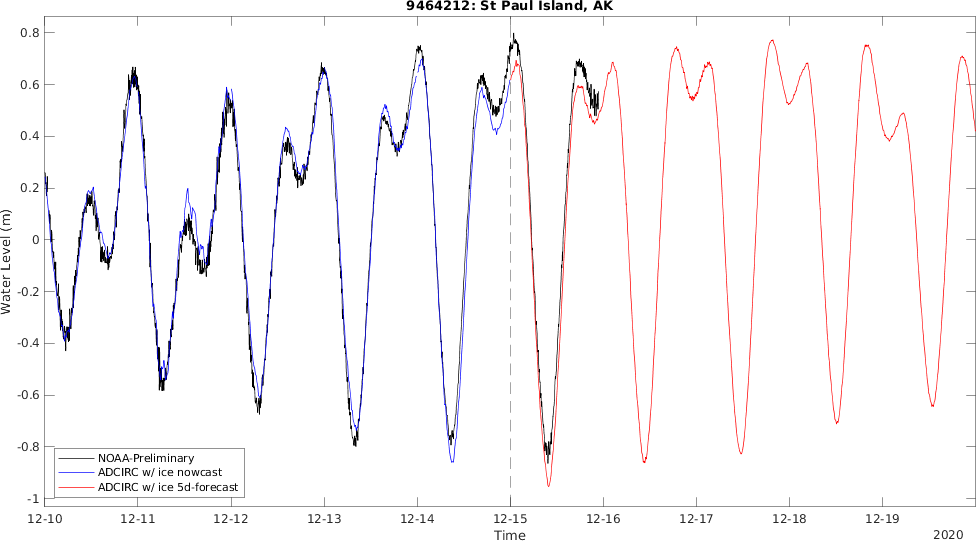 9464212: St Paul Island, AK
Water Level (m)
0.8
0.6
0.4
0.2
0
-0.2
-0.4
-0.6
-0.8
-1
NOAA-Preliminary
ADCIRC w/ ice nowcast
ADCIRC w/ ice 5d-forecast
12-10 12-11 12-12 12-13 12-14 12-15 12-16 12-17 12-18 12-19
Time
2020